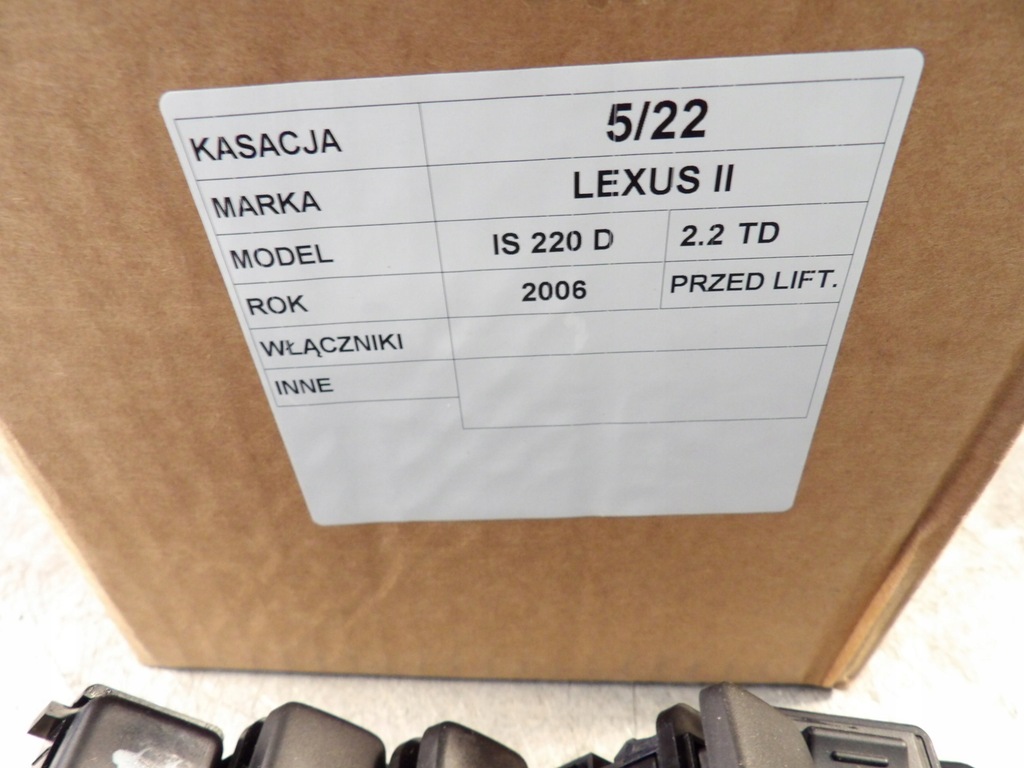 KASACJA 5/22
MARKA LEXUS II
MODEL IS 220 D 2.2 TD
ROK 2006 PRZED LIFT.
WŁĄCZNIKI
INNE